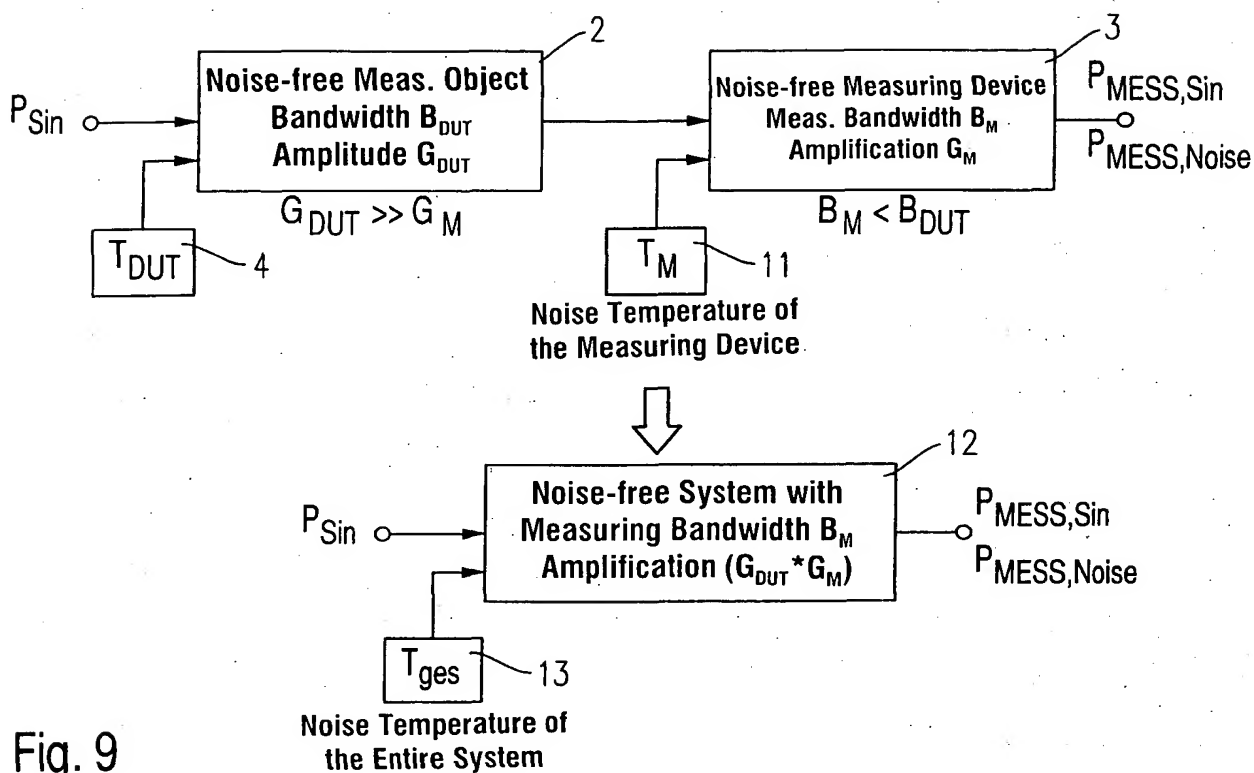 2
3
Noise-free Meas. Object
Bandwidth B_DUT
Amplitude G_DUT
P_Sin
Noise-free Measuring Device
Meas. Bandwidth B_M
Amplification G_M
P_MESS,Sin
P_MESS,Noise
G_DUT >> G_M
B_M < B_DUT
T_DUT
4
T_M
11
Noise Temperature of
the Measuring Device
12
Noise-free System with
Measuring Bandwidth B_M
Amplification (G_DUT*G_M)
P_Sin
P_MESS,Sin
P_MESS,Noise
T_ges
13
Noise Temperature of
the Entire System
Fig. 9